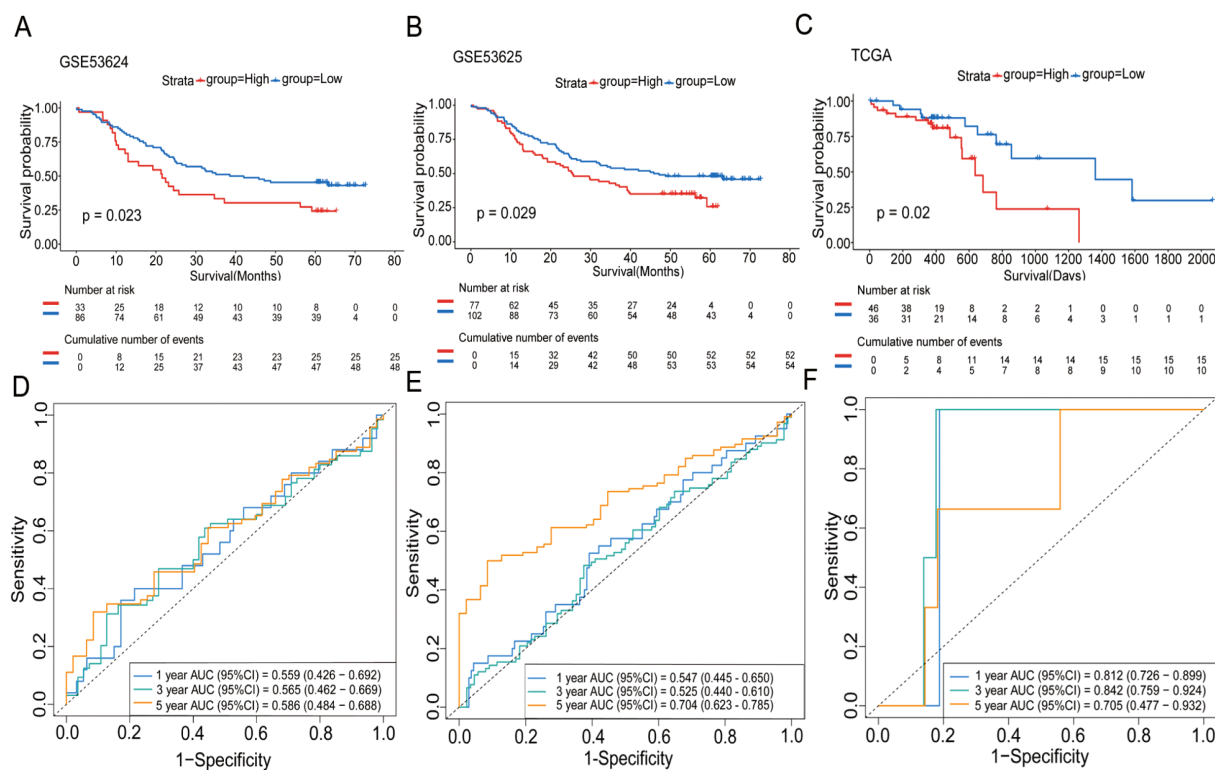 A
GSE53624
Strata group=High group=Low
Survival probability
1.00
0.75
0.50
0.25
0.00
p = 0.023
0 10 20 30 40 50 60 70 80
Survival(Months)
Number at risk
33 25 18 12 10 10 8 0 0
86 74 61 49 43 39 39 4 0
Cumulative number of events
0 8 15 21 23 23 25 25 25
0 12 25 37 43 47 47 48 48
B
GSE53625
Strata group=High group=Low
Survival probability
1.00
0.75
0.50
0.25
0.00
p = 0.029
0 10 20 30 40 50 60 70 80
Survival(Months)
Number at risk
77 62 45 35 27 24 4 0 0
102 88 73 60 54 48 43 4 0
Cumulative number of events
0 15 32 42 50 50 52 52 52
0 14 29 42 48 53 53 54 54
C
TCGA
Strata group=High group=Low
Survival probability
1.00
0.75
0.50
0.25
0.00
p = 0.02
0 200 400 600 800 1000 1200 1400 1600 1800 2000
Survival(Days)
Number at risk
46 38 19 8 2 2 1 0 0 0 0
36 31 21 14 8 6 4 3 1 1 1
Cumulative number of events
0 5 8 11 14 14 14 15 15 15 15
0 2 4 5 7 8 8 9 10 10 10
D
Sensitivity
1.0
0.8
0.6
0.4
0.2
0.0
1 year AUC (95%CI) = 0.559 (0.426 − 0.692)
3 year AUC (95%CI) = 0.565 (0.462 − 0.669)
5 year AUC (95%CI) = 0.586 (0.484 − 0.688)
0.0 0.2 0.4 0.6 0.8 1.0
1−Specificity
E
Sensitivity
1.0
0.8
0.6
0.4
0.2
0.0
1 year AUC (95%CI) = 0.547 (0.445 - 0.650)
3 year AUC (95%CI) = 0.525 (0.440 - 0.610)
5 year AUC (95%CI) = 0.704 (0.623 - 0.785)
0.0 0.2 0.4 0.6 0.8 1.0
1-Specificity
F
Sensitivity
1.0
0.8
0.6
0.4
0.2
0.0
1 year AUC (95%CI) = 0.812 (0.726 − 0.899)
3 year AUC (95%CI) = 0.842 (0.759 − 0.924)
5 year AUC (95%CI) = 0.705 (0.477 − 0.932)
0.0 0.2 0.4 0.6 0.8 1.0
1−Specificity